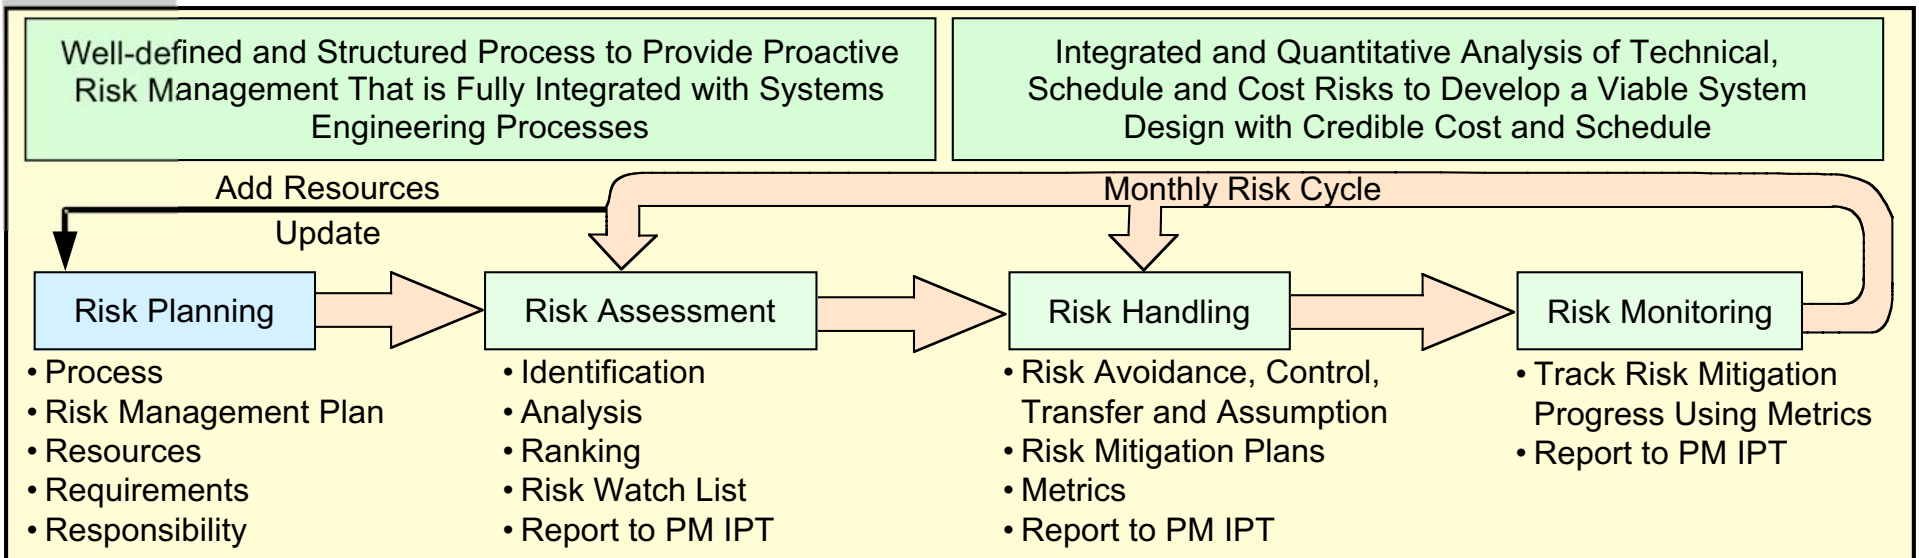 Well-defined and Structured Process to Provide Proactive
Risk Management That is Fully Integrated with Systems
Engineering Processes
Integrated and Quantitative Analysis of Technical,
Schedule and Cost Risks to Develop a Viable System
Design with Credible Cost and Schedule
Add Resources
Update
Monthly Risk Cycle
Risk Planning
• Process
• Risk Management Plan
• Resources
• Requirements
• Responsibility
Risk Assessment
• Identification
• Analysis
• Ranking
• Risk Watch List
• Report to PM IPT
Risk Handling
• Risk Avoidance, Control,
Transfer and Assumption
• Risk Mitigation Plans
• Metrics
• Report to PM IPT
Risk Monitoring
• Track Risk Mitigation
Progress Using Metrics
• Report to PM IPT